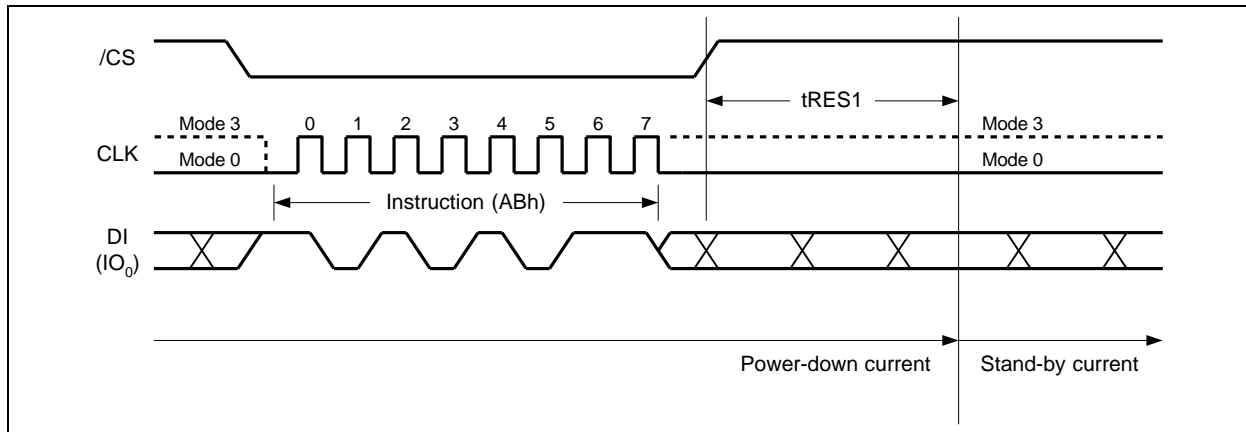 /CS
tRES1
Mode 3
0 1 2 3 4 5 6 7
Mode 3
CLK
Mode 0
Mode 0
Instruction (ABh)
DI
(IO0)
Power-down current
Stand-by current